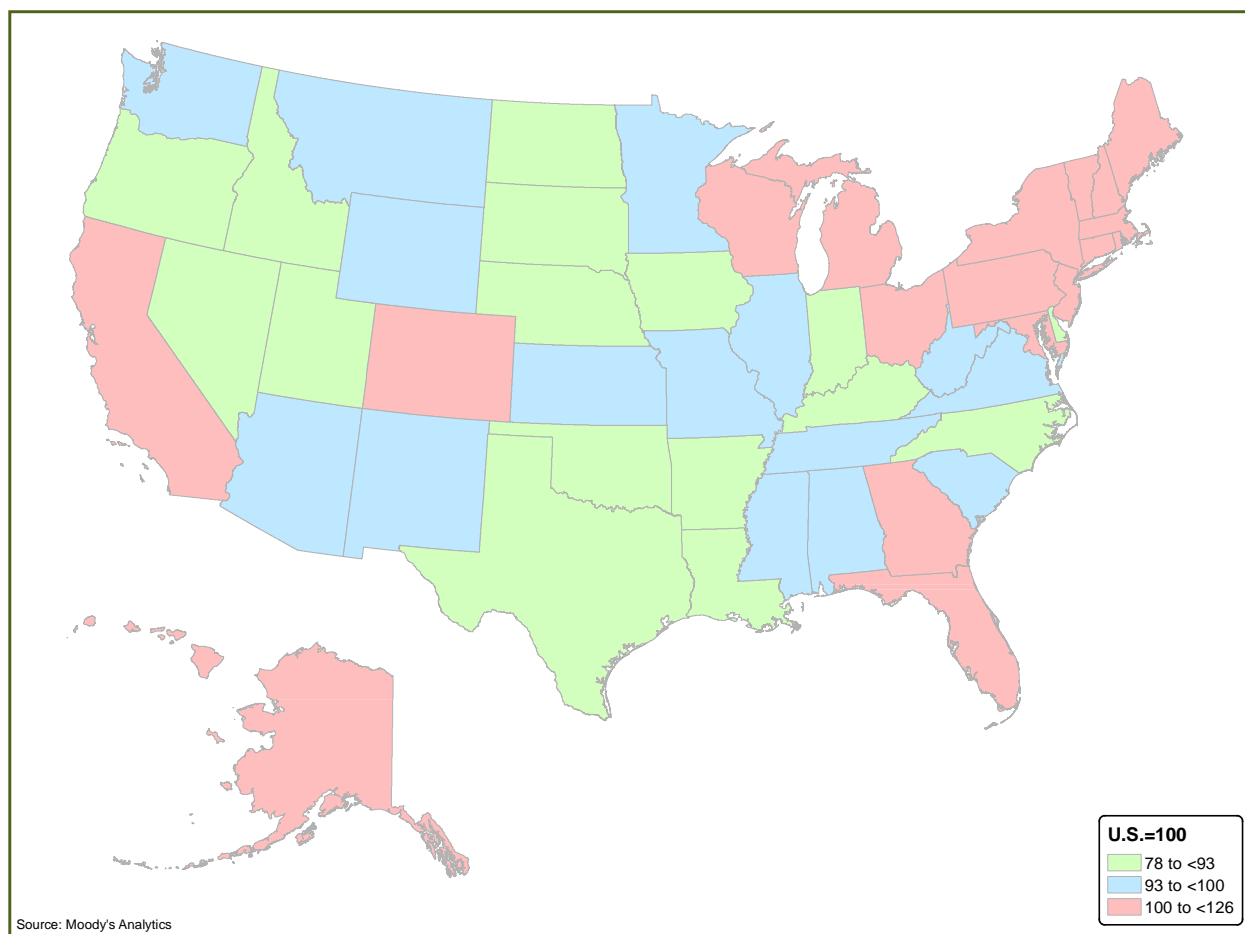 U.S.=100
78 to <93
93 to <100
100 to <126
Source: Moody's Analytics